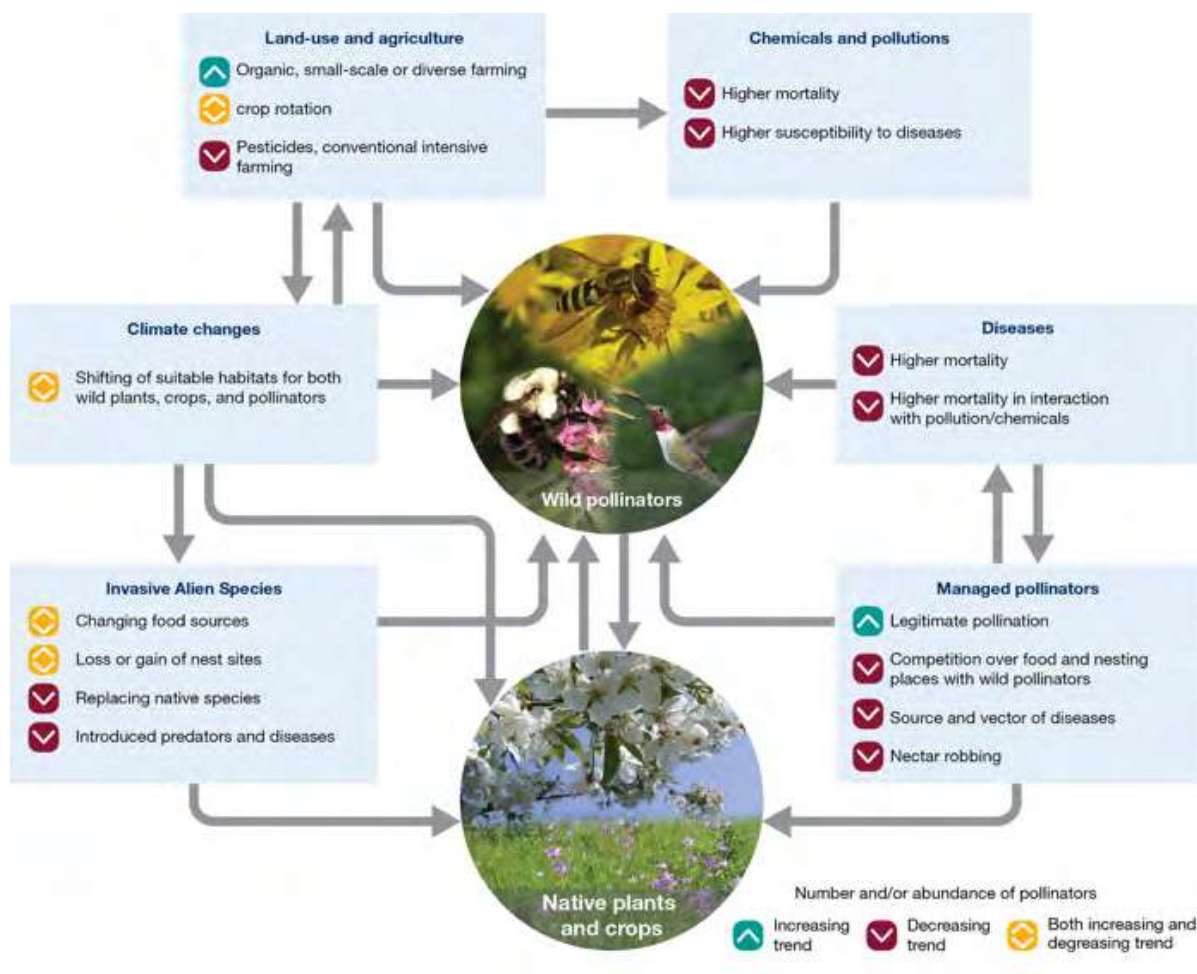 Land-use and agriculture
Organic, small-scale or diverse farming
crop rotation
Pesticides, conventional intensive
farming
Chemicals and pollutions
Higher mortality
Higher susceptibility to diseases
Climate changes
Shifting of suitable habitats for both
wild plants, crops, and pollinators
Wild pollinators
Diseases
Higher mortality
Higher mortality in interaction
with pollution/chemicals
Invasive Alien Species
Changing food sources
Loss or gain of nest sites
Replacing native species
Introduced predators and diseases
Managed pollinators
Legitimate pollination
Competition over food and nesting
places with wild pollinators
Source and vector of diseases
Nectar robbing
Native plants
and crops
Number and/or abundance of pollinators
Increasing
trend
Decreasing
trend
Both increasing and
degreasing trend